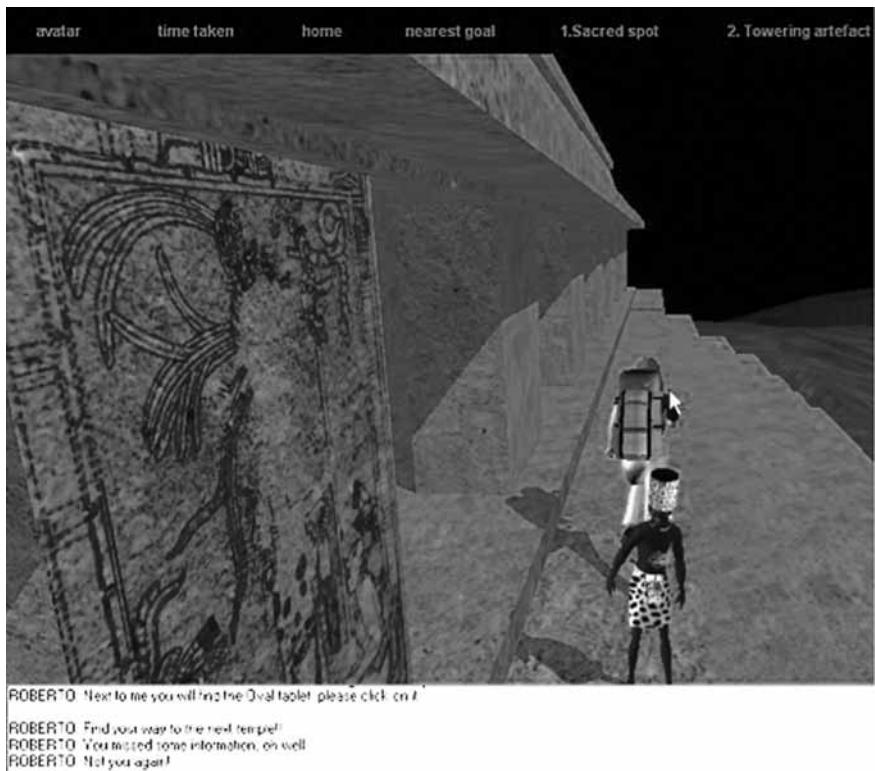 avatar time taken home nearest goal 1.Sacred spot 2. Towering artefact
ROBERTO: Next to me you will find the Oval tablet, please click on it
ROBERTO: Find your way to the next temple!!
ROBERTO: You missed some information, oh well
ROBERTO: Not you again!